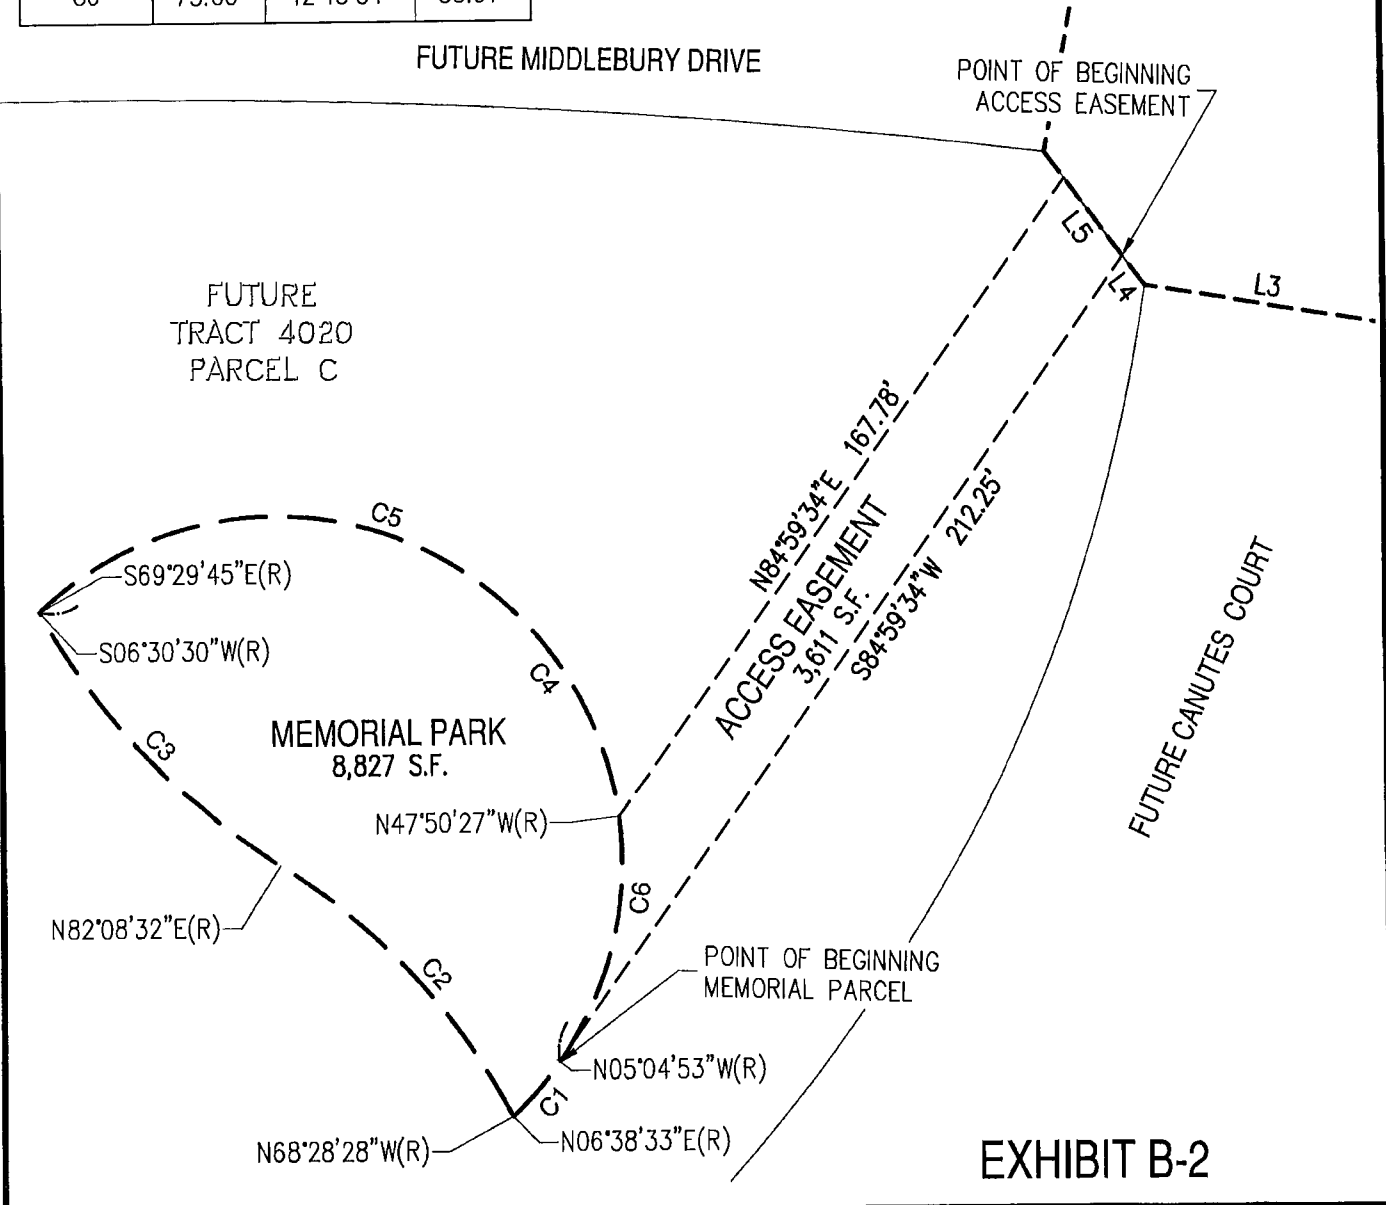 FUTURE MIDDLEBURY DRIVE
POINT OF BEGINNING
ACCESS EASEMENT
L5
L4
L3
FUTURE
TRACT 4020
PARCEL C
N84°59'34"E 167.78'
ACCESS EASEMENT
3,611 S.F.
S84°59'34"W 212.25'
FUTURE CANUTES COURT
C5
S69°29'45"E(R)
S06°30'30"W(R)
C4
C3
MEMORIAL PARK
8,827 S.F.
N47°50'27"W(R)
C6
N82°08'32"E(R)
C2
POINT OF BEGINNING
MEMORIAL PARCEL
N05°04'53"W(R)
C1
N68°28'28"W(R)
N06°38'33"E(R)
EXHIBIT B-2